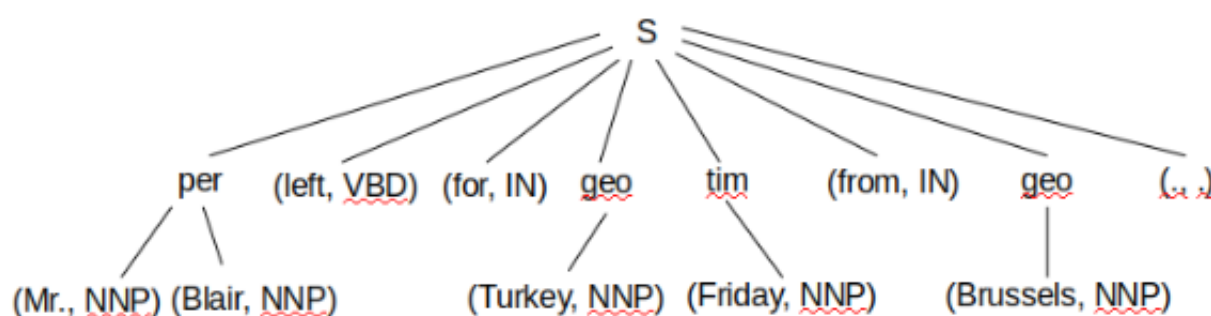 S
per (left, VBD) (for, IN) geo tim (from, IN) geo (., .)
(Mr., NNP) (Blair, NNP) (Turkey, NNP) (Friday, NNP) (Brussels, NNP)